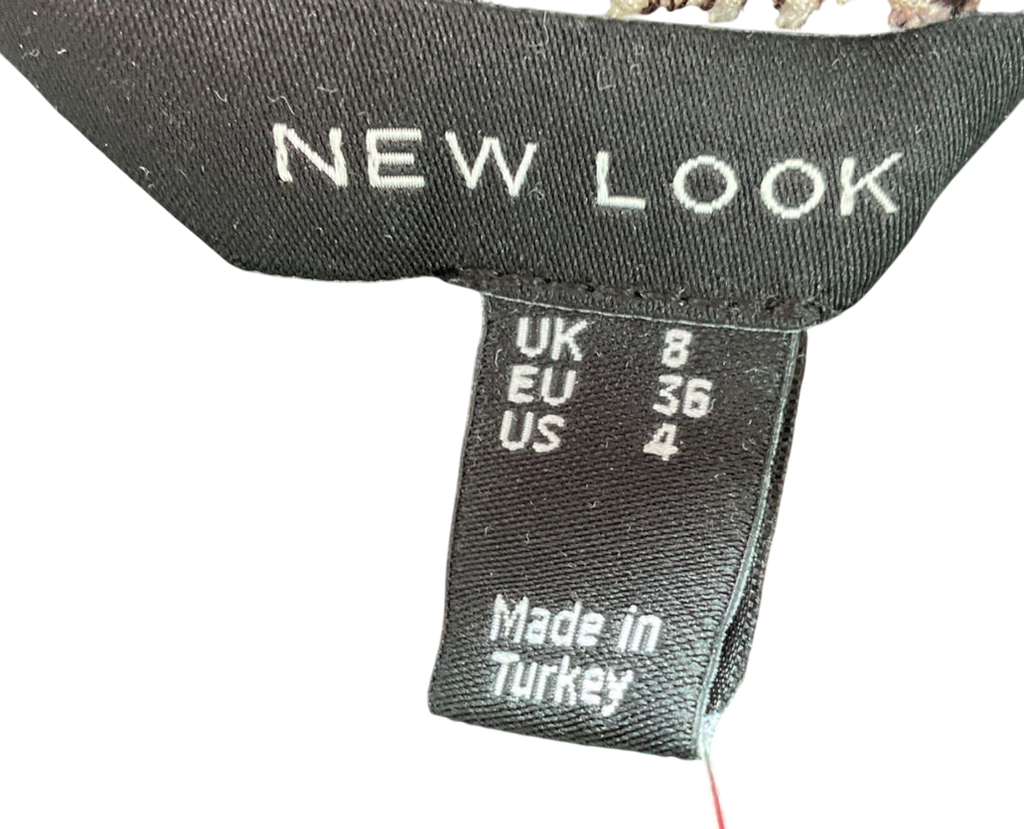 NEW LOOK
UK 8
EU 36
US 4
Made in
Turkey